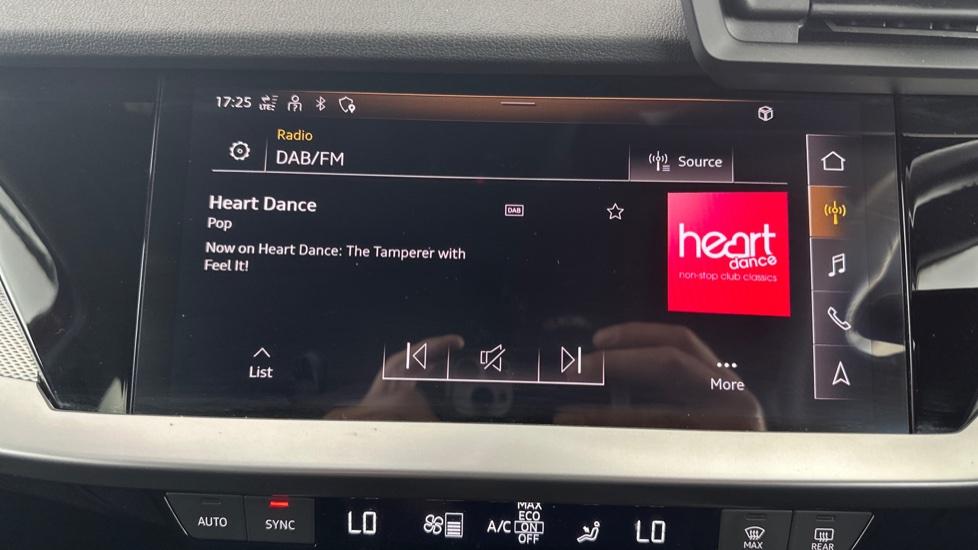 17:25 LTE
Radio
DAB/FM
Source
Heart Dance
DAB
Pop
Now on Heart Dance: The Tamperer with
Feel It!
heart
dance
non-stop club classics
List
More
AUTO
SYNC
LO
A/C
MAX
ECO
ON
OFF
LO
MAX
REAR